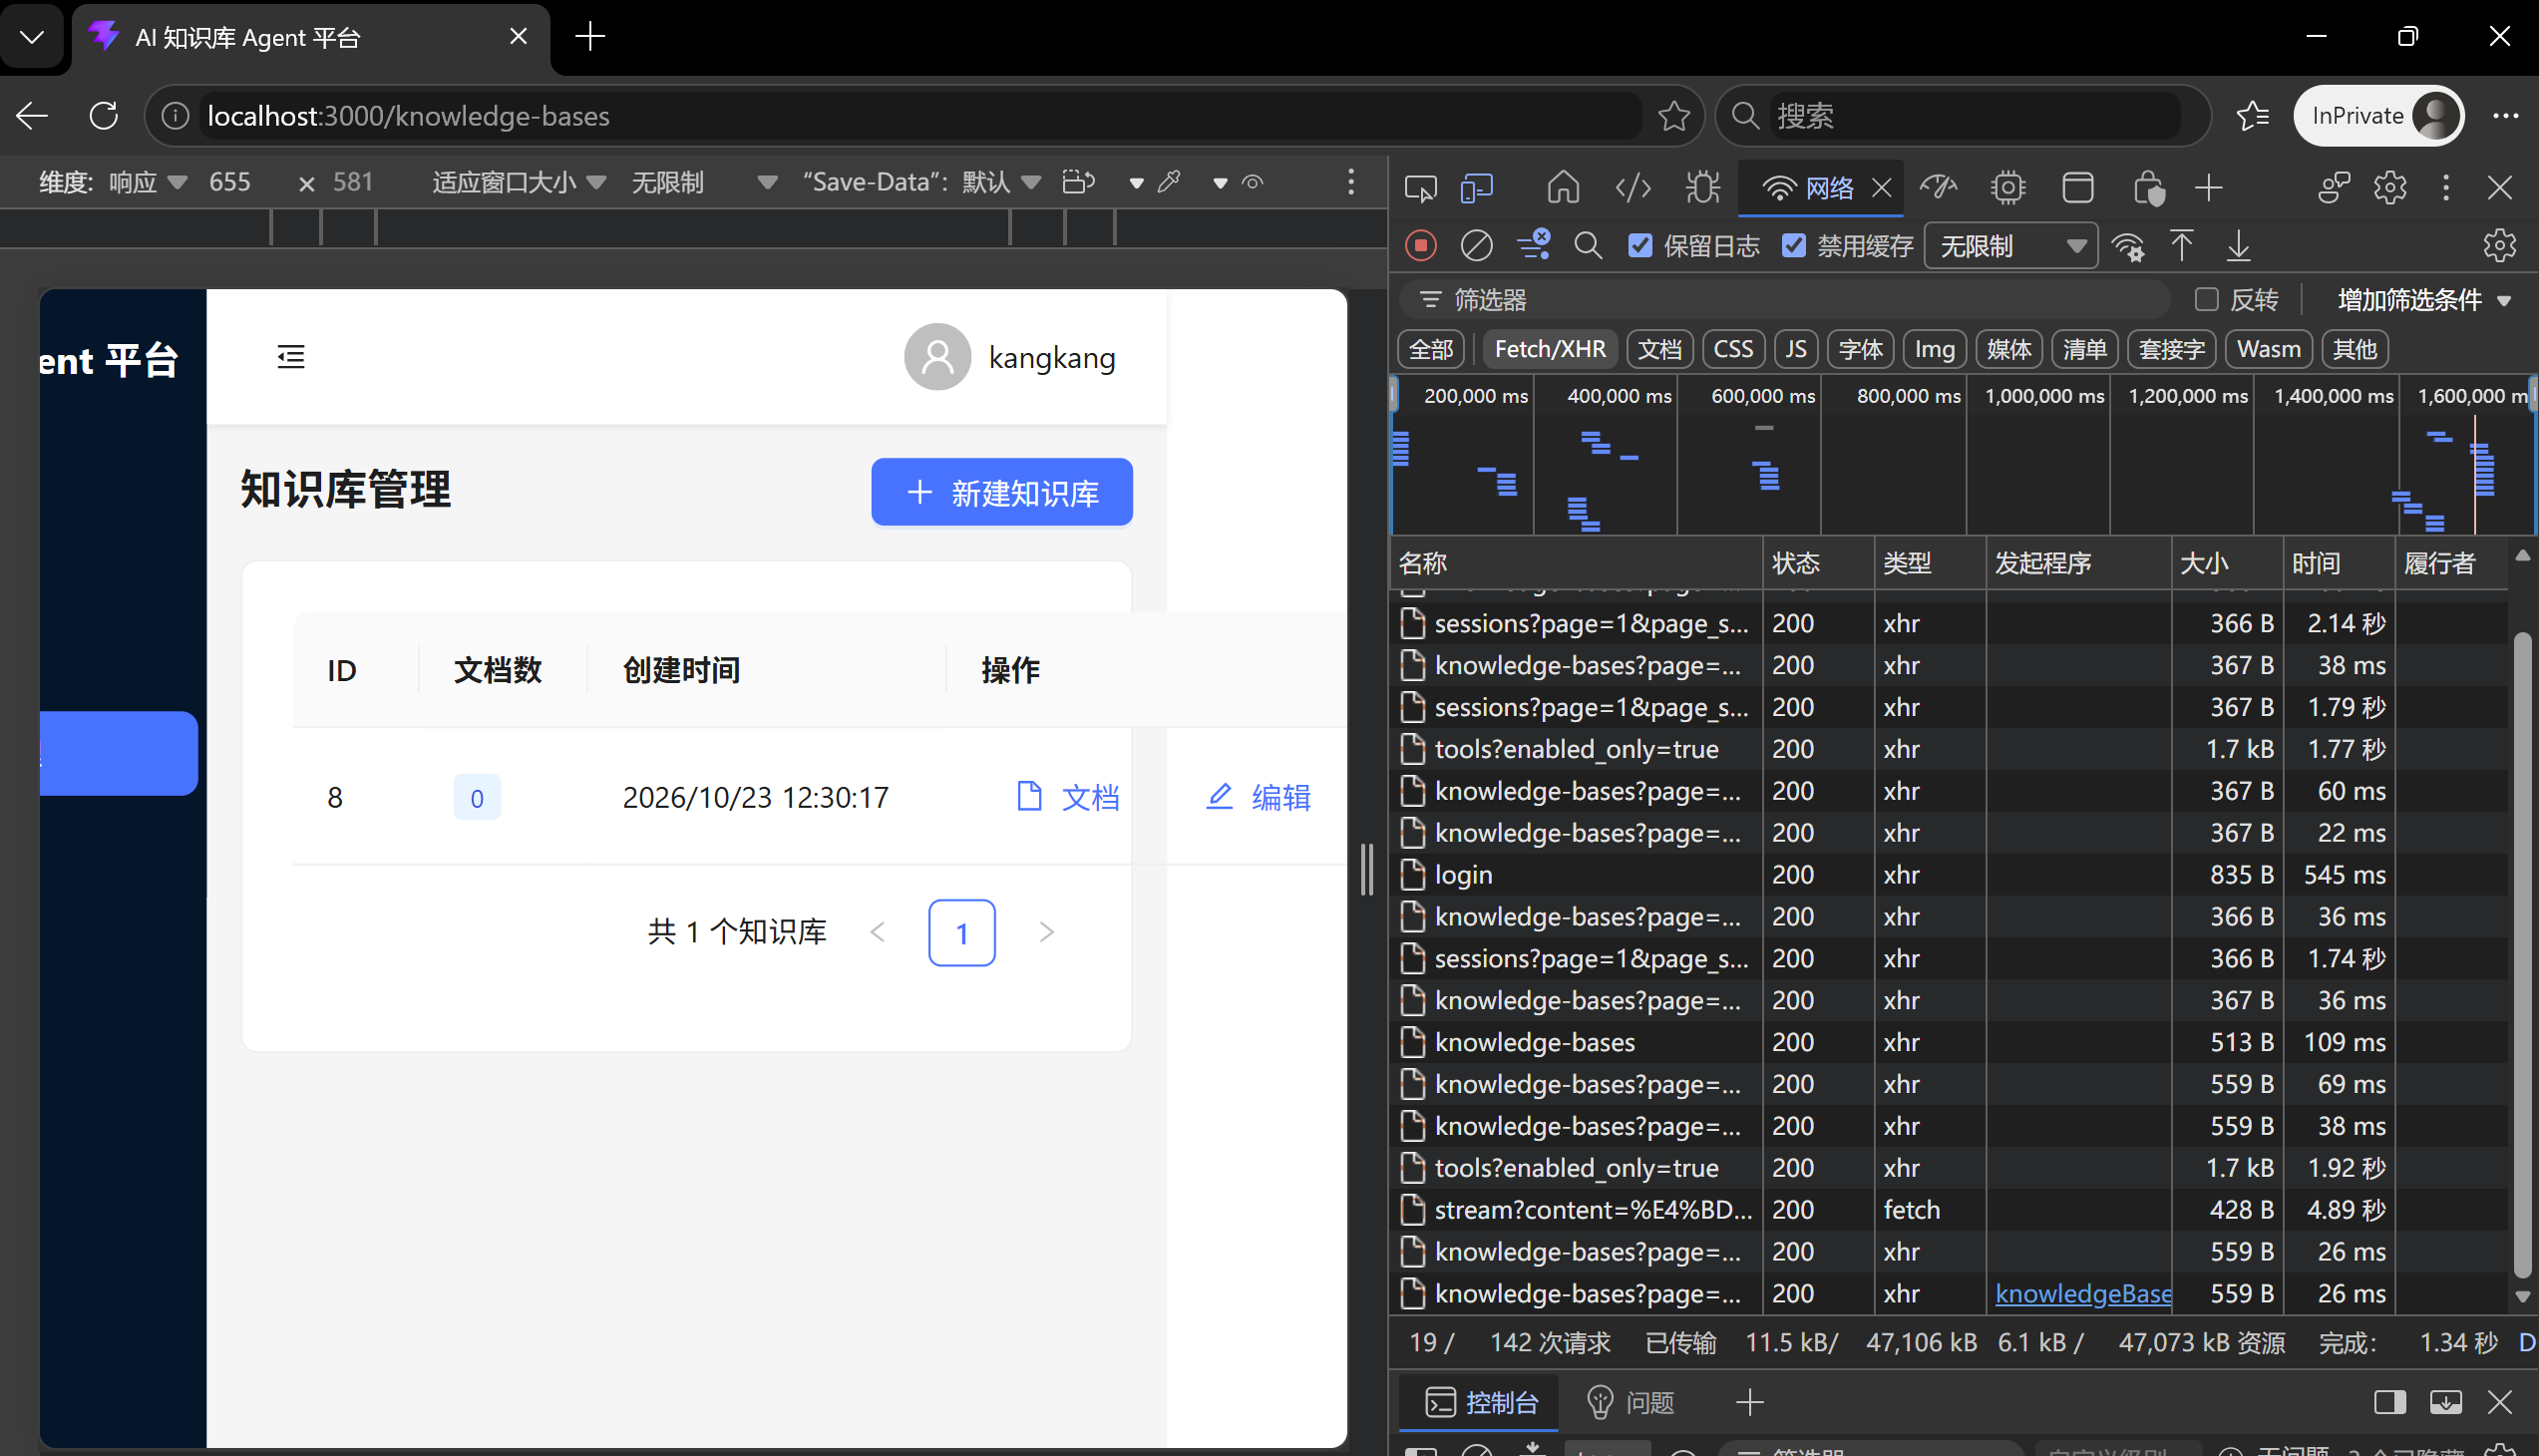 AI 知识库 Agent 平台
localhost:3000/knowledge-bases
搜索
InPrivate
维度: 响应 655 × 581 适应窗口大小 无限制 “Save-Data”: 默认
网络
保留日志 禁用缓存 无限制
筛选器 反转 增加筛选条件
全部 Fetch/XHR 文档 CSS JS 字体 Img 媒体 清单 套接字 Wasm 其他
200,000 ms 400,000 ms 600,000 ms 800,000 ms 1,000,000 ms 1,200,000 ms 1,400,000 ms 1,600,000 m
ent 平台
kangkang
知识库管理
新建知识库
ID 文档数 创建时间 操作
8 0 2026/10/23 12:30:17 文档 编辑
共 1 个知识库 < 1 >
名称 状态 类型 发起程序 大小 时间 履行者
sessions?page=1&page_s... 200 xhr 366 B 2.14 秒
knowledge-bases?page=... 200 xhr 367 B 38 ms
sessions?page=1&page_s... 200 xhr 367 B 1.79 秒
tools?enabled_only=true 200 xhr 1.7 kB 1.77 秒
knowledge-bases?page=... 200 xhr 367 B 60 ms
knowledge-bases?page=... 200 xhr 367 B 22 ms
login 200 xhr 835 B 545 ms
knowledge-bases?page=... 200 xhr 366 B 36 ms
sessions?page=1&page_s... 200 xhr 366 B 1.74 秒
knowledge-bases?page=... 200 xhr 367 B 36 ms
knowledge-bases 200 xhr 513 B 109 ms
knowledge-bases?page=... 200 xhr 559 B 69 ms
knowledge-bases?page=... 200 xhr 559 B 38 ms
tools?enabled_only=true 200 xhr 1.7 kB 1.92 秒
stream?content=%E4%BD... 200 fetch 428 B 4.89 秒
knowledge-bases?page=... 200 xhr 559 B 26 ms
knowledge-bases?page=... 200 xhr knowledgeBase 559 B 26 ms
19 / 142 次请求 已传输 11.5 kB/ 47,106 kB 6.1 kB / 47,073 kB 资源 完成: 1.34 秒 D
控制台 问题